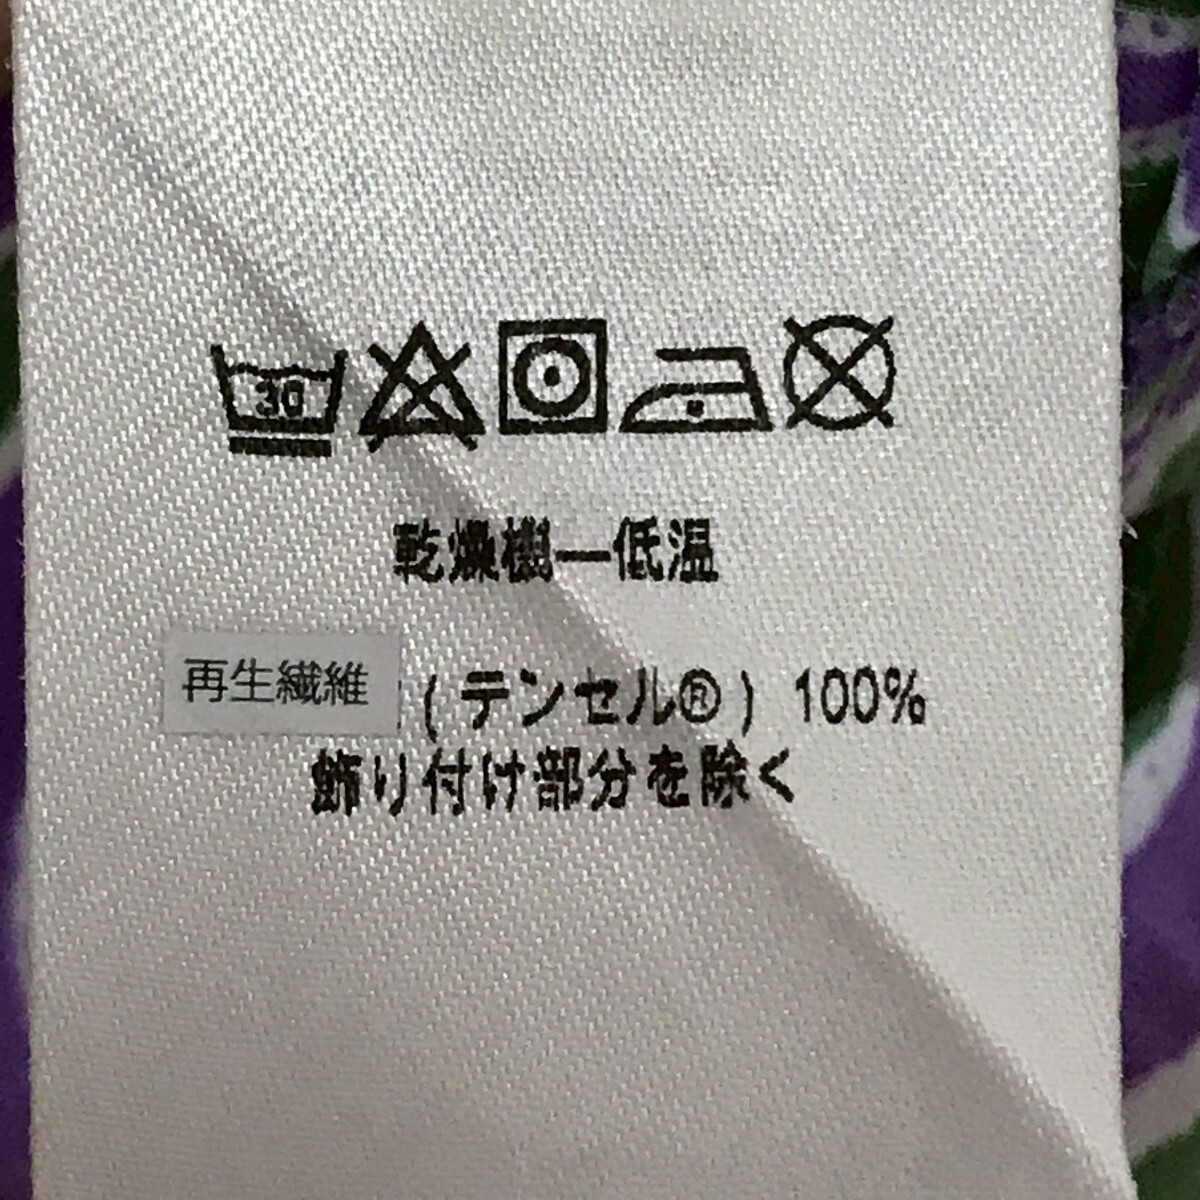 30
乾燥機—低温
再生繊維 (テンセル®) 100%
飾り付け部分を除く